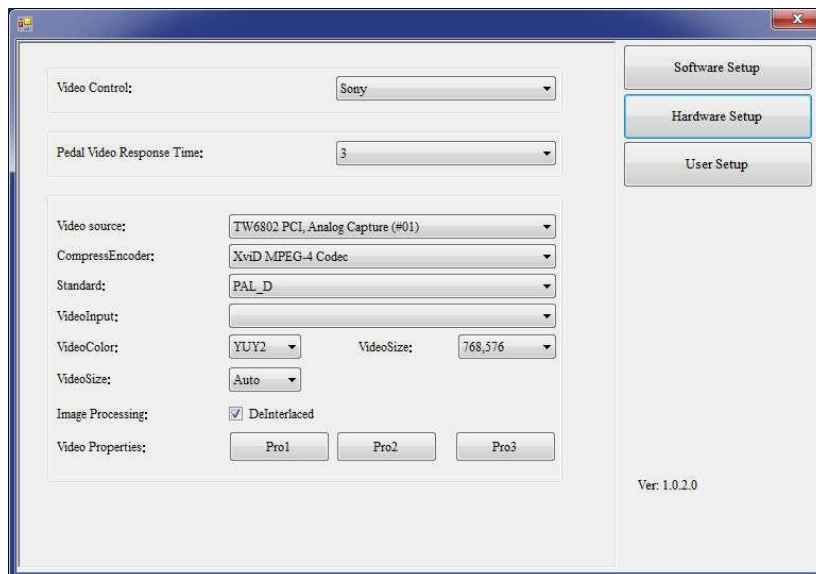 Video Control:
Sony
Pedal Video Response Time:
3
Video source:
TW6802 PCI, Analog Capture (#01)
CompressEncoder:
XviD MPEG-4 Codec
Standard:
PAL_D
VideoInput:
VideoColor:
YUY2
VideoSize:
768,576
VideoSize:
Auto
Image Processing:
DeInterlaced
Video Properties:
Pro1
Pro2
Pro3
Software Setup
Hardware Setup
User Setup
Ver: 1.0.2.0